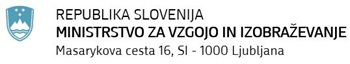 REPUBLIKA SLOVENIJA
MINISTRSTVO ZA VZGOJO IN IZOBRAŽEVANJE
Masarykova cesta 16, SI - 1000 Ljubljana